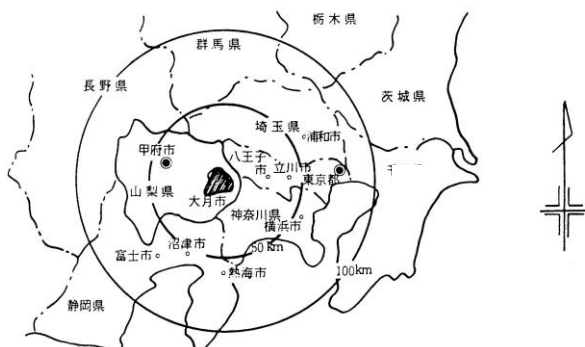 栃木県
群馬県
長野県
茨城県
埼玉県
浦和市
甲府市
八王子市
立川市
東京都
山梨県
大月市
神奈川県
横浜市
沼津市
50km
富士市
熱海市
100km
静岡県